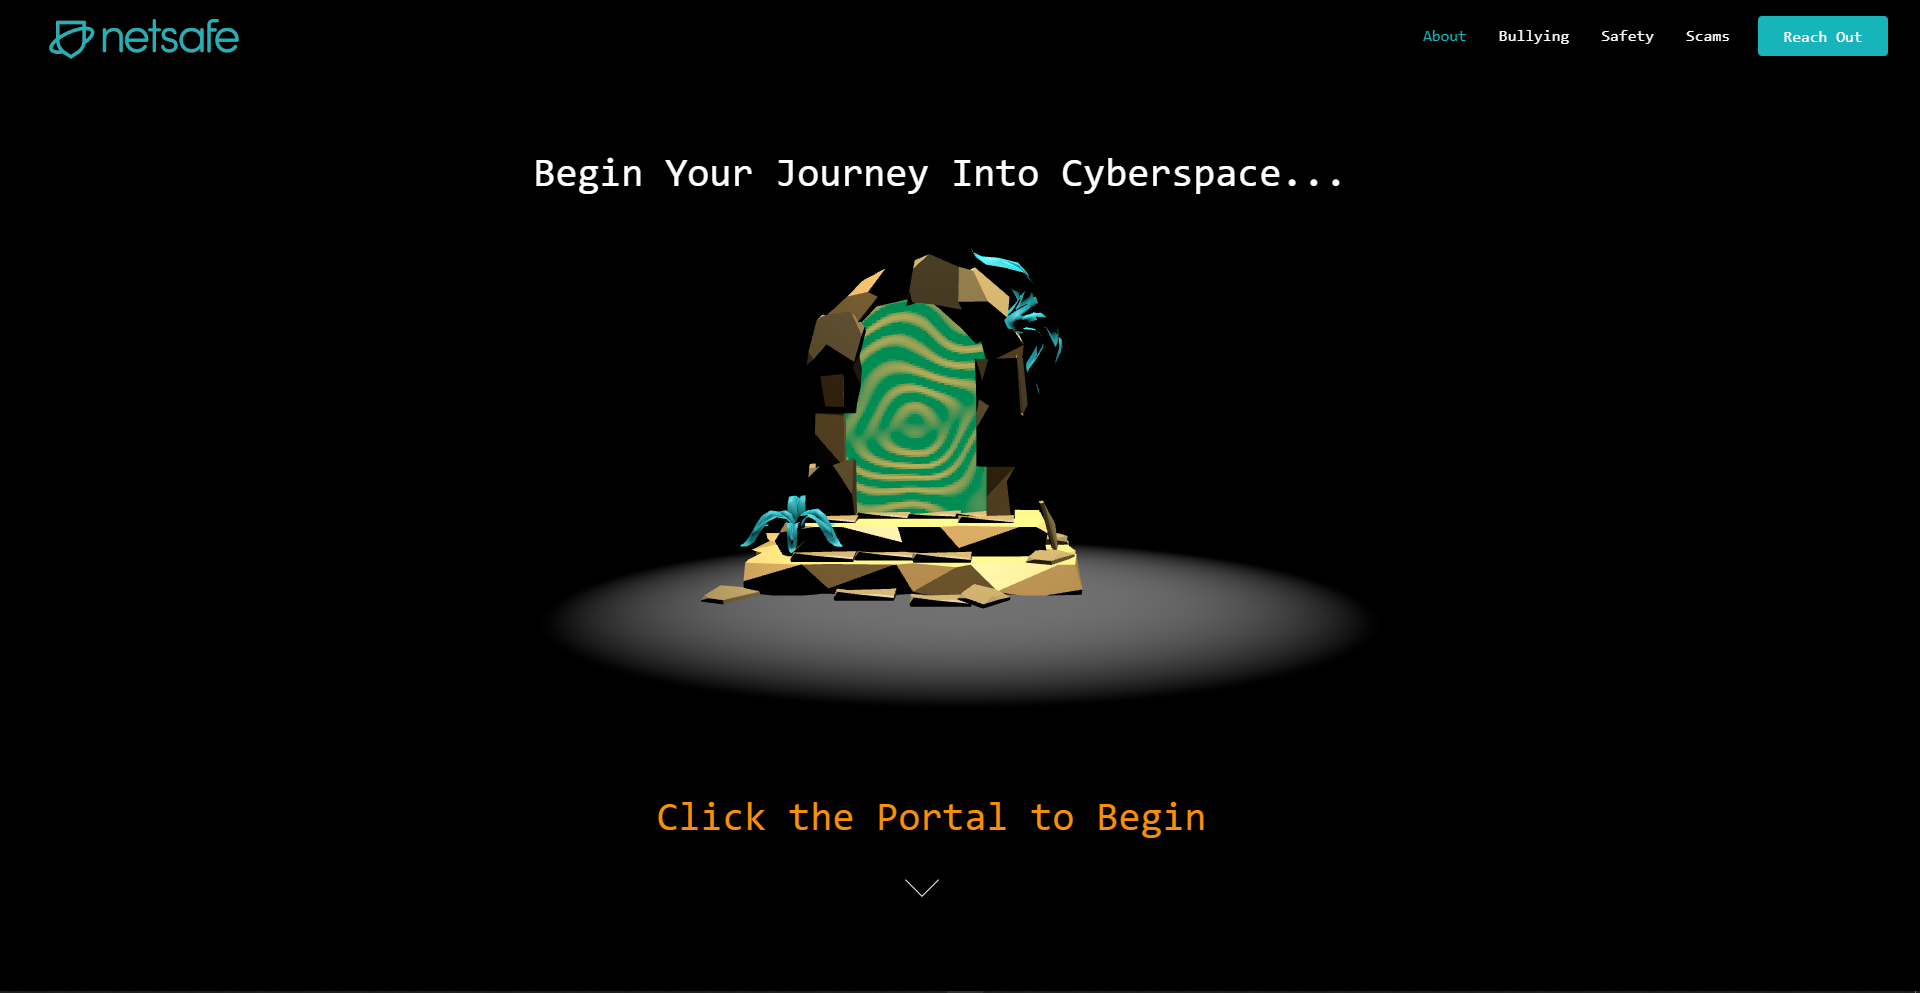 netsafe
About Bullying Safety Scams Reach Out
Begin Your Journey Into Cyberspace...
Click the Portal to Begin